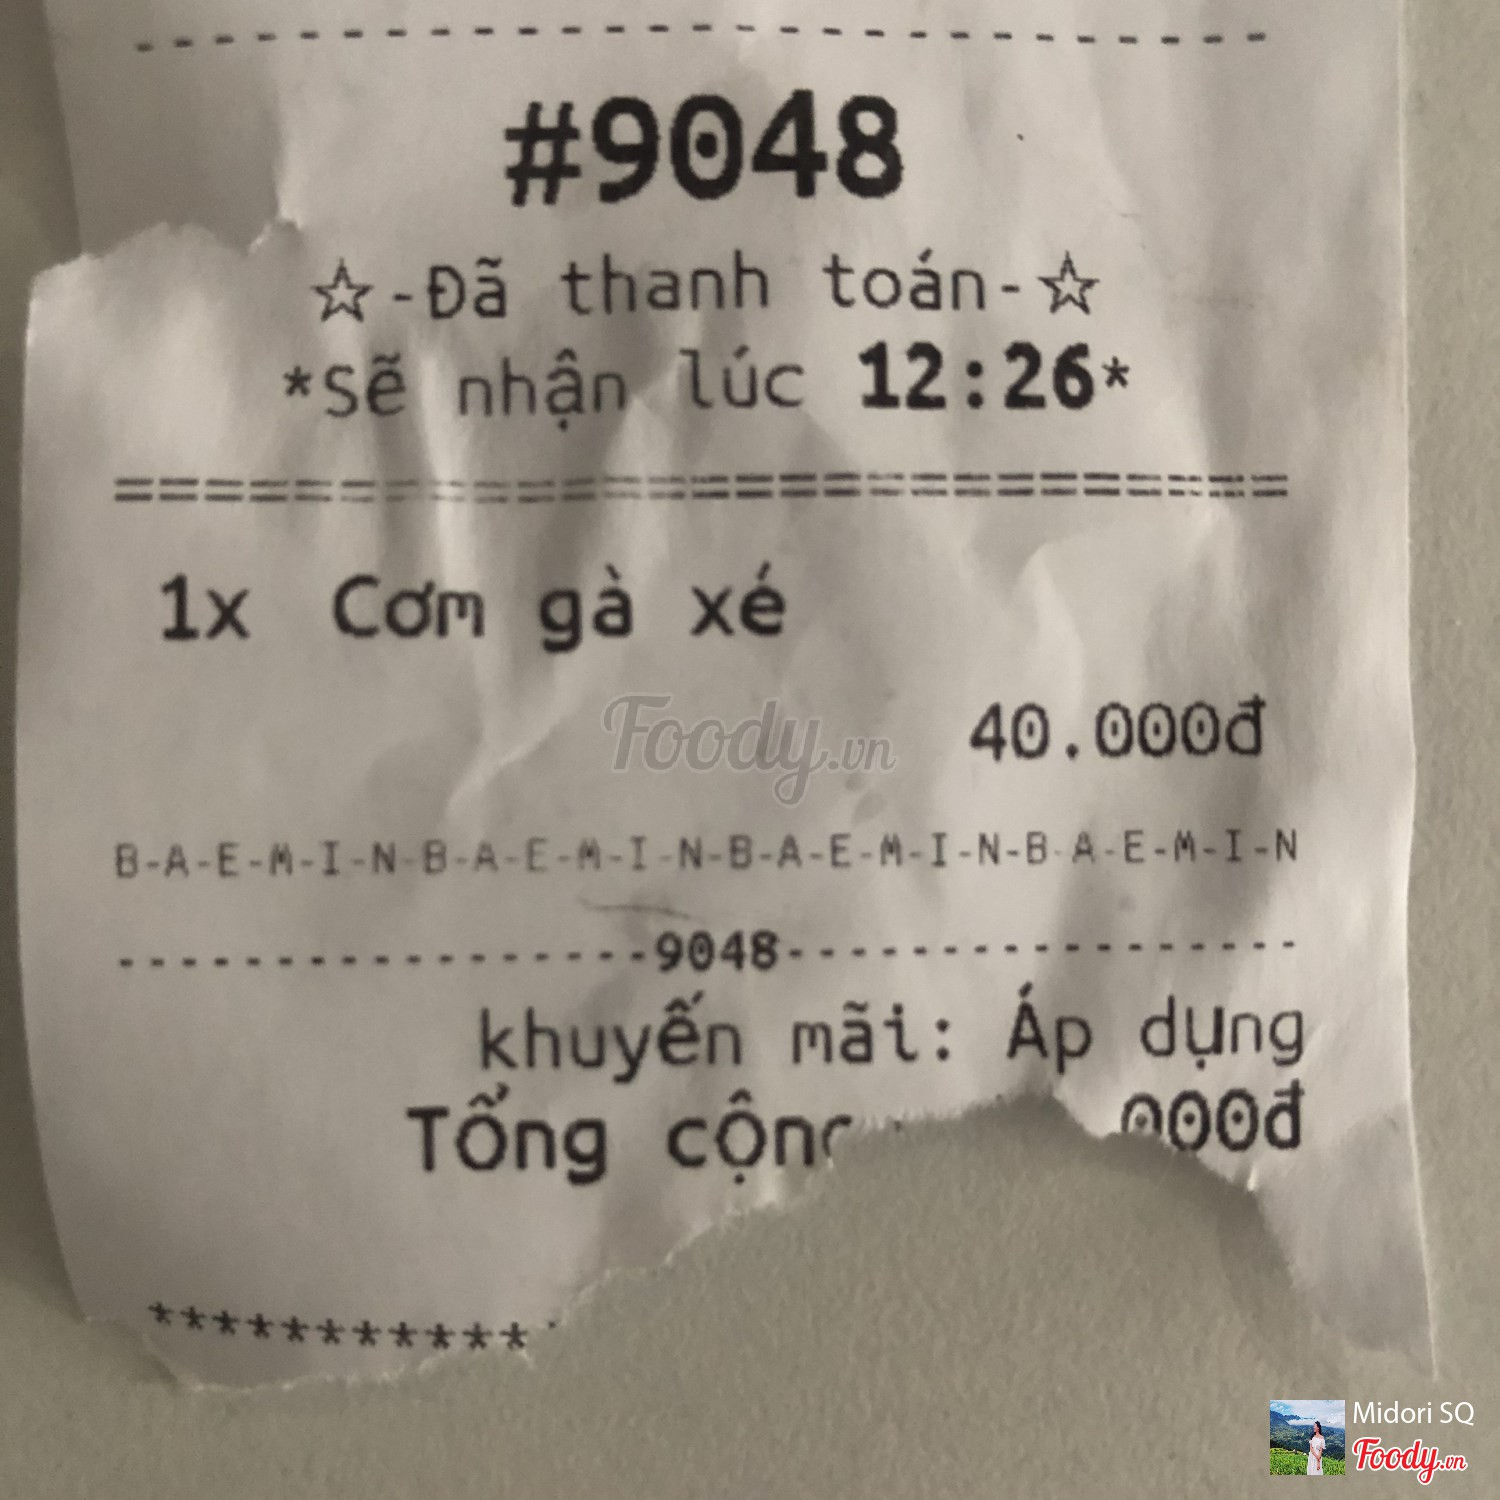 ------------------------------
#9048
☆-Đã thanh toán-☆
*Sẽ nhận lúc 12:26*
===========================
1x Cơm gà xé
40.000đ
Foody.vn
B-A-E-M-I-N-B-A-E-M-I-N-B-A-E-M-I-N-B-A-E-M-I-N
------------------9048------------------
khuyến mãi: Áp dụng
Tổng 000đ
***********
Midori SQ
Foody.vn